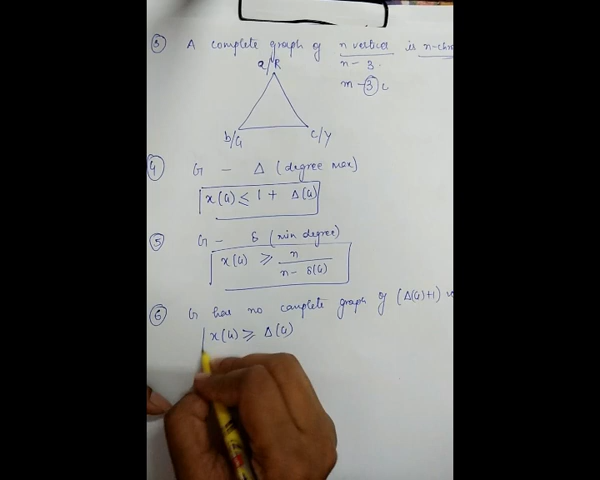 ③ A complete graph of n vertices is n-chro
n - 3.
m - ③ c
a/R
b/G c/Y
④ G - Δ (degree max)
x(G) ≤ 1 + Δ(G)
⑤ G - δ (min degree)
x(G) ≥ n / n - δ(G)
⑥ G has no complete graph of (Δ(G)+1)
x(G) ≥ Δ(G)